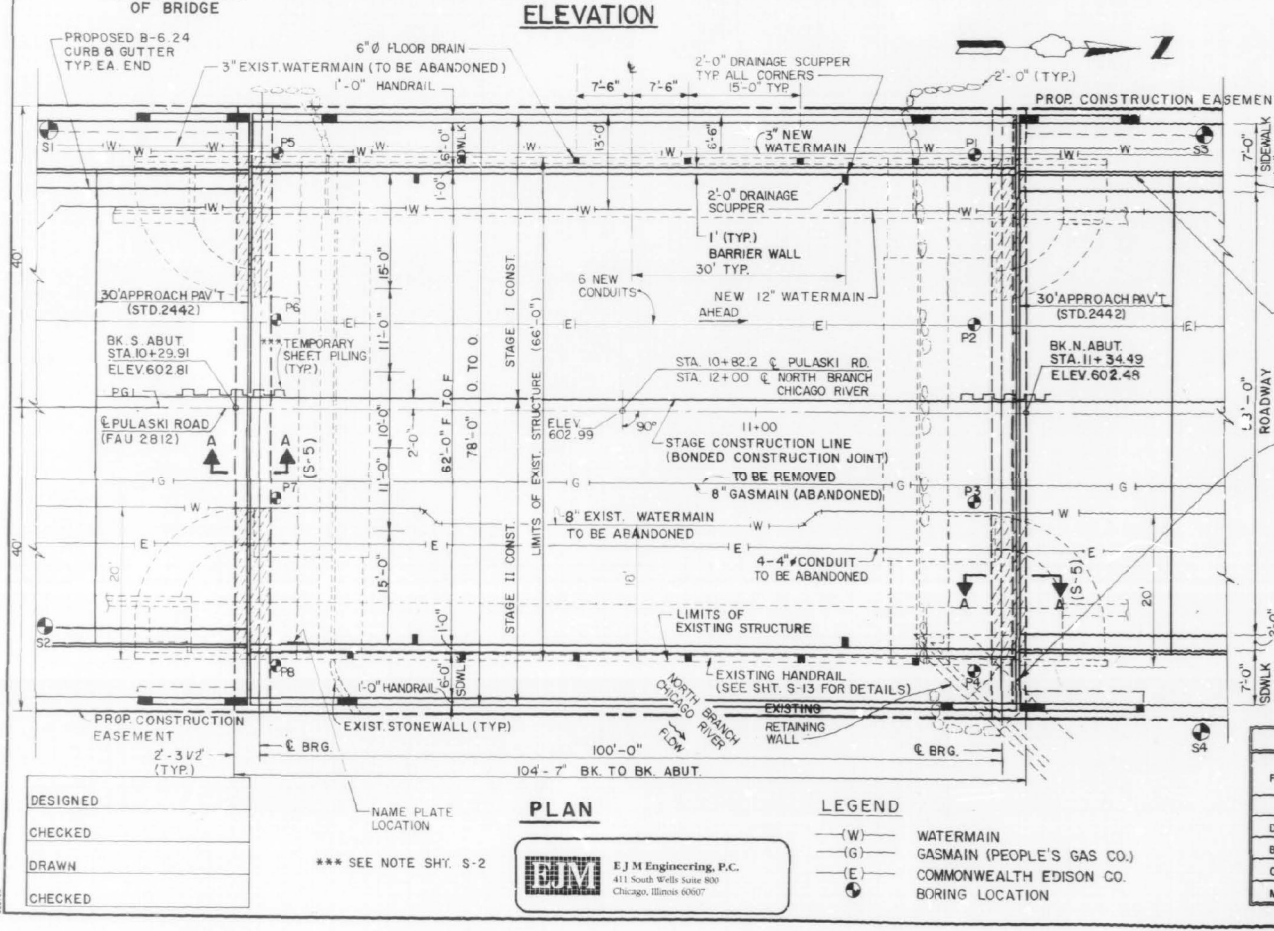 OF BRIDGE
ELEVATION
PROPOSED B-6.24
CURB & GUTTER
TYP. EA. END
6"Ø FLOOR DRAIN
3" EXIST. WATERMAIN (TO BE ABANDONED)
1'-0" HANDRAIL
7'-6"
7'-6"
2'-0" DRAINAGE SCUPPER
TYP ALL CORNERS
15'-0" TYP
2'-0" (TYP.)
PROP. CONSTRUCTION EASEMEN
S1
P5
6'-0"
SDWLK
13'-0"
6'-6"
3" NEW
WATERMAIN
P1
S3
7'-0"
SIDEWALK
1'-0"
2'-0" DRAINAGE
SCUPPER
1' (TYP.)
BARRIER WALL
30' TYP.
40'
15'-0"
30' APPROACH PAV'T
(STD. 2442)
6 NEW
CONDUITS
NEW 12" WATERMAIN
AHEAD
30' APPROACH PAV'T
(STD. 2442)
P6
P2
BK. S. ABUT.
STA. 10+29.91
ELEV. 602.81
*** TEMPORARY
SHEET PILING
(TYP.)
11'-0"
STAGE I CONST.
LIMITS OF EXIST. STRUCTURE (66'-0")
STA. 10+82.2 ℄ PULASKI RD.
STA. 12+00 ℄ NORTH BRANCH
CHICAGO RIVER
BK. N. ABUT.
STA. 11+34.49
ELEV. 602.48
PG1
℄ PULASKI ROAD
(FAU 2812)
A
A
(S-5)
10'-0"
2'-0"
62'-0" F TO F
78'-0" O. TO O.
ELEV
602.99
90°
11+00
STAGE CONSTRUCTION LINE
(BONDED CONSTRUCTION JOINT)
3'-0"
ROADWAY
TO BE REMOVED
8" GASMAIN (ABANDONED)
P7
11'-0"
P3
8" EXIST. WATERMAIN
TO BE ABANDONED
40'
20'
15'-0"
STAGE II CONST.
18'
4-4"Ø CONDUIT
TO BE ABANDONED
A
A
(S-5)
20'
LIMITS OF
EXISTING STRUCTURE
S2
P8
1'-0"
6'-0"
SDWLK
1'-0" HANDRAIL
EXISTING HANDRAIL
(SEE SHT. S-13 FOR DETAILS)
P4
7'-0"
SDWLK
PROP. CONSTRUCTION
EASEMENT
EXIST. STONEWALL (TYP.)
NORTH BRANCH
CHICAGO RIVER
FLOW
EXISTING
RETAINING
WALL
S4
2'-3 1/2"
(TYP.)
℄ BRG.
100'-0"
℄ BRG.
104'-7" BK. TO BK. ABUT.
DESIGNED
CHECKED
DRAWN
CHECKED
NAME PLATE
LOCATION
*** SEE NOTE SHT. S-2
PLAN
EJM
E J M Engineering, P.C.
411 South Wells Suite 800
Chicago, Illinois 60607
LEGEND
(W) WATERMAIN
(G) GASMAIN (PEOPLE'S GAS CO.)
(E) COMMONWEALTH EDISON CO.
BORING LOCATION